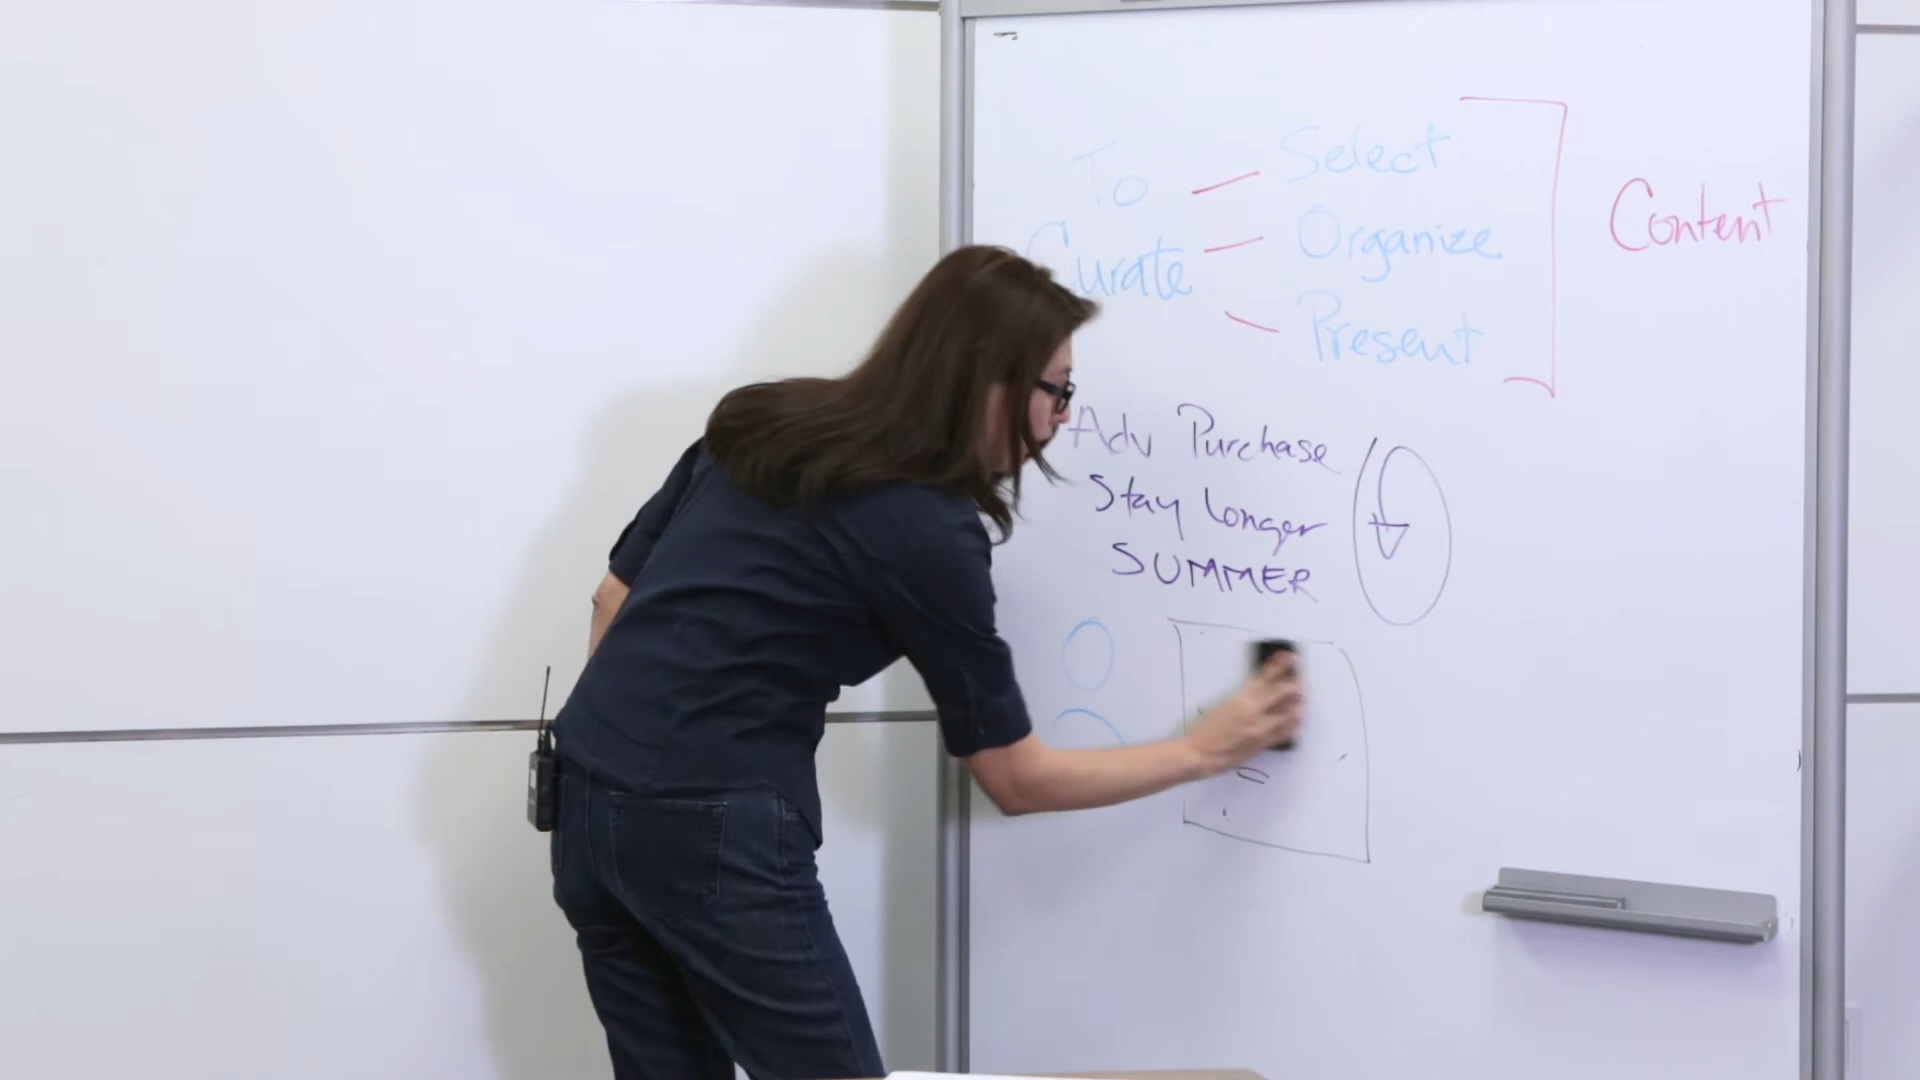 To
Curate
Select
Organize
Present
Content
Adv Purchase
Stay Longer
SUMMER